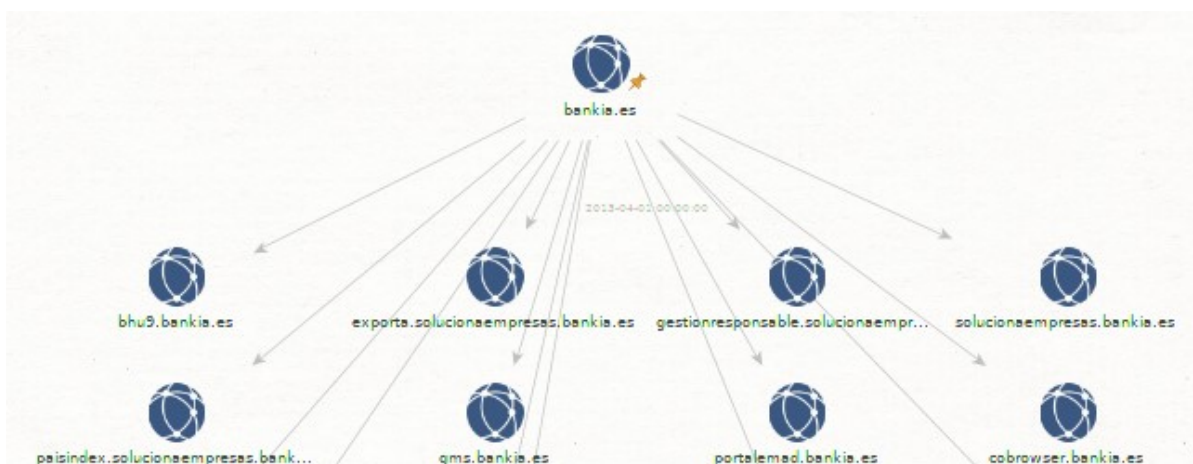 bankia.es
2013-04-01 00:00:00
bhu9.bankia.es
exporta.solucionaempresas.bankia.es
gestionresponsable.solucionaempr...
solucionaempresas.bankia.es
paisindex.solucionaempresas.bank...
gms.bankia.es
portalemad.bankia.es
cobrowser.bankia.es